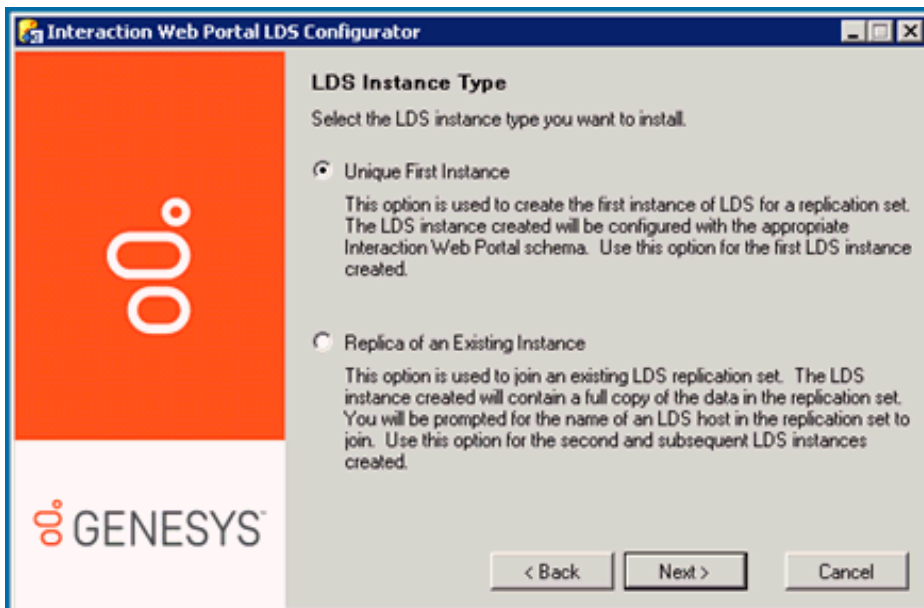 Interaction Web Portal LDS Configurator
LDS Instance Type
Select the LDS instance type you want to install.
Unique First Instance
This option is used to create the first instance of LDS for a replication set.
The LDS instance created will be configured with the appropriate
Interaction Web Portal schema. Use this option for the first LDS instance
created.
Replica of an Existing Instance
This option is used to join an existing LDS replication set. The LDS
instance created will contain a full copy of the data in the replication set.
You will be prompted for the name of an LDS host in the replication set to
join. Use this option for the second and subsequent LDS instances
created.
GENESYS™
< Back
Next >
Cancel